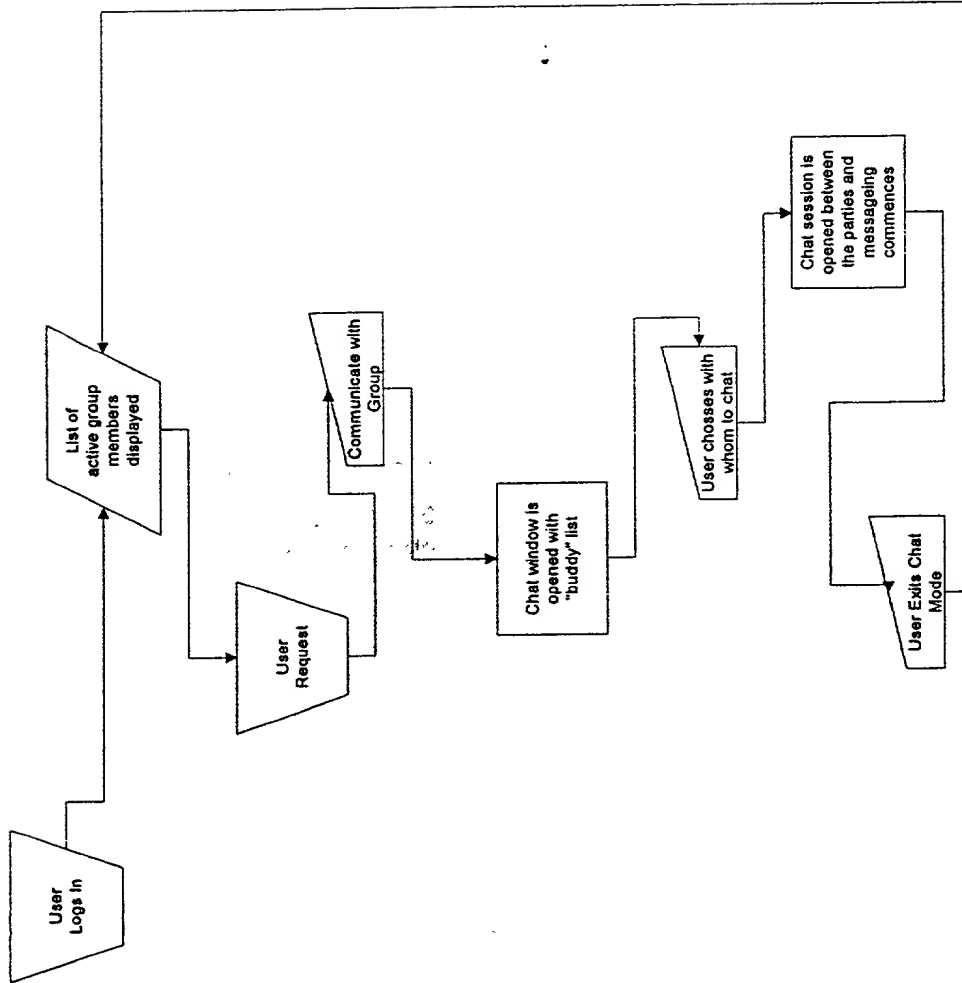 User
Logs In
List of
active group
members
displayed
User
Request
Communicate with
Group
Chat window is
opened with
"buddy" list
User chosses with
whom to chat
Chat session is
opened between
the parties and
messageing
commences
User Exits Chat
Mode